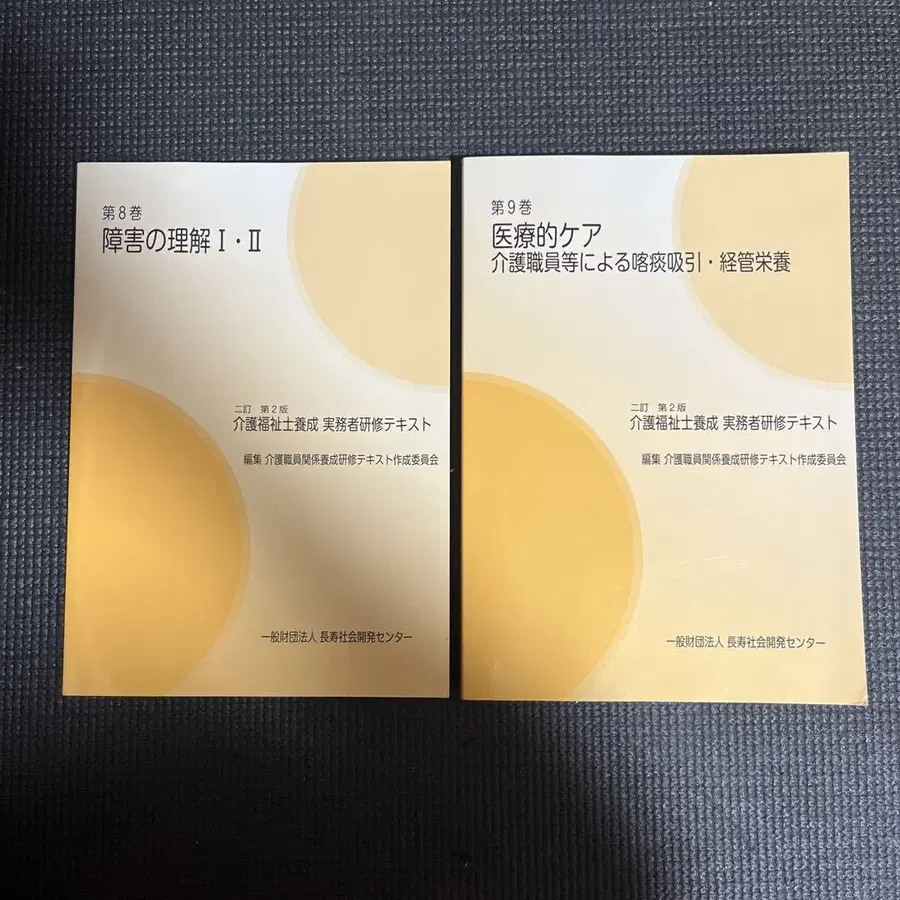 第8巻
障害の理解Ⅰ・Ⅱ
二訂 第2版
介護福祉士養成 実務者研修テキスト
編集 介護職員関係養成研修テキスト作成委員会
一般財団法人 長寿社会開発センター
第9巻
医療的ケア
介護職員等による喀痰吸引・経管栄養
二訂 第2版
介護福祉士養成 実務者研修テキスト
編集 介護職員関係養成研修テキスト作成委員会
一般財団法人 長寿社会開発センター